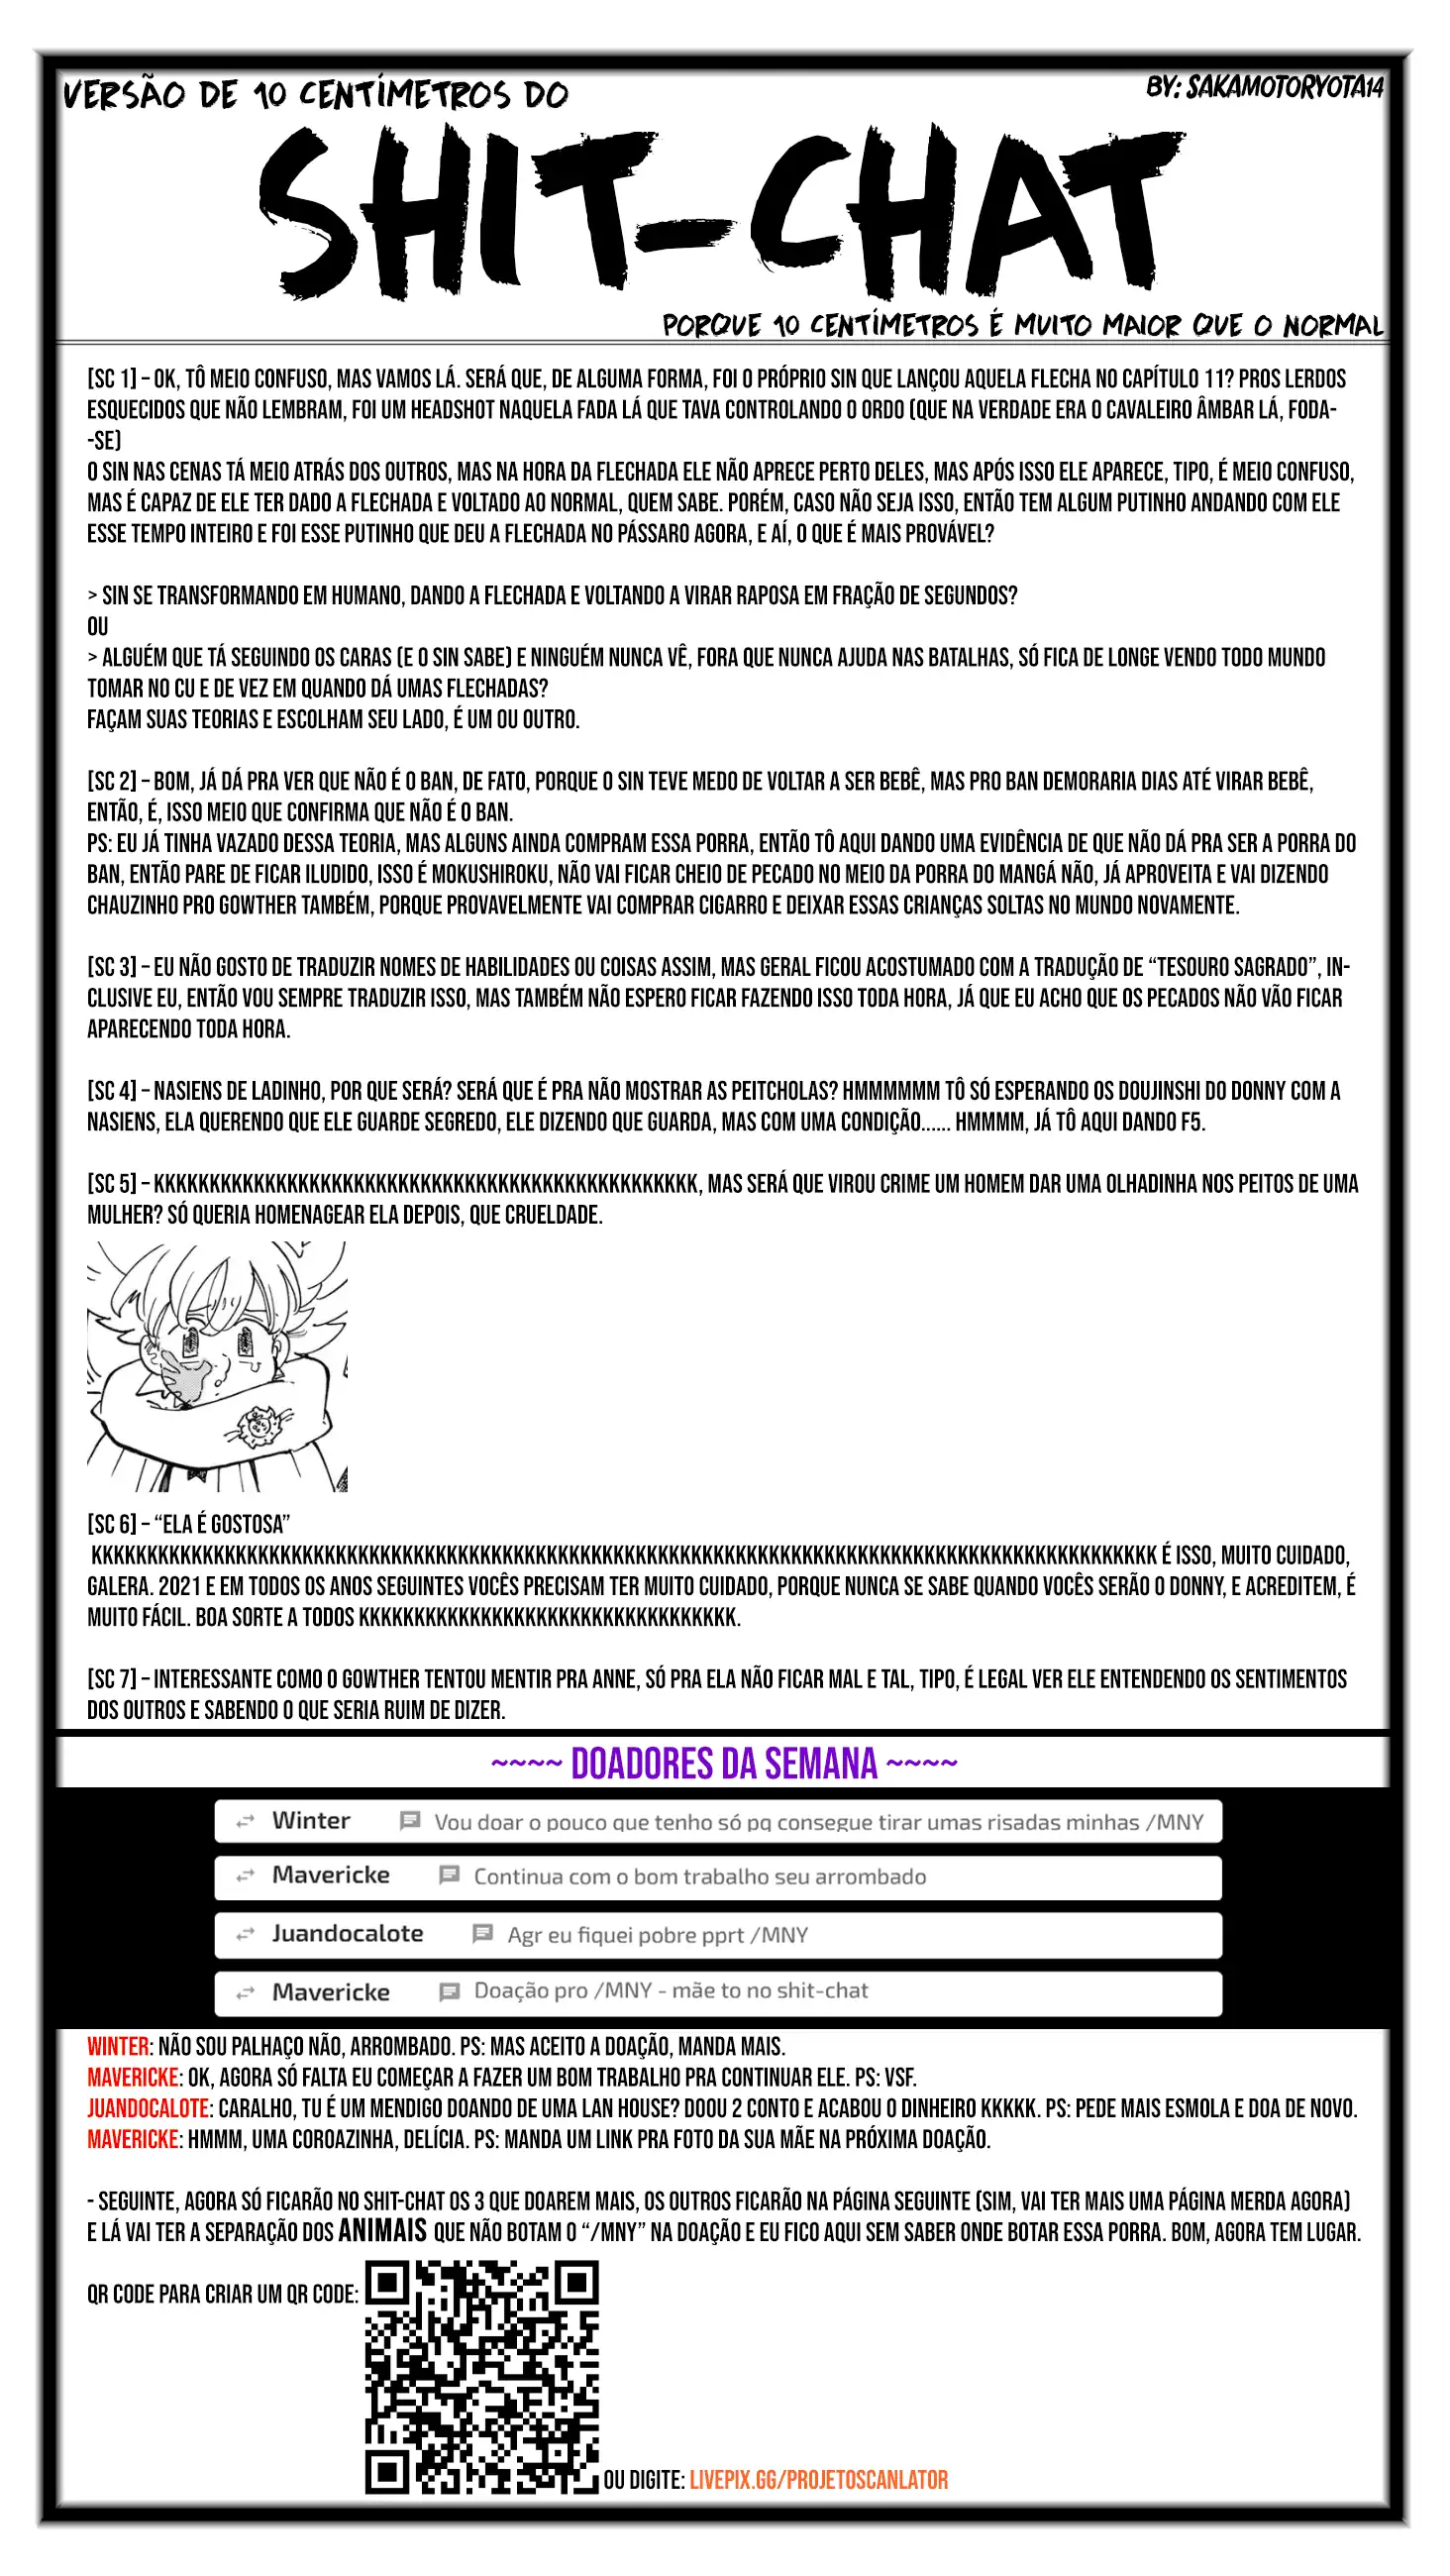 VERSÃO DE 10 CENTÍMETROS DO
BY: SAKAMOTORYOTA14
SHIT-CHAT
PORQUE 10 CENTÍMETROS É MUITO MAIOR QUE O NORMAL
[SC 1] – OK, TÔ MEIO CONFUSO, MAS VAMOS LÁ. SERÁ QUE, DE ALGUMA FORMA, FOI O PRÓPRIO SIN QUE LANÇOU AQUELA FLECHA NO CAPÍTULO 11? PROS LERDOS
ESQUECIDOS QUE NÃO LEMBRAM, FOI UM HEADSHOT NAQUELA FADA LÁ QUE TAVA CONTROLANDO O ORDO (QUE NA VERDADE ERA O CAVALEIRO ÂMBAR LÁ, FODA-
-SE)
O SIN NAS CENAS TÁ MEIO ATRÁS DOS OUTROS, MAS NA HORA DA FLECHADA ELE NÃO APRECE PERTO DELES, MAS APÓS ISSO ELE APARECE, TIPO, É MEIO CONFUSO,
MAS É CAPAZ DE ELE TER DADO A FLECHADA E VOLTADO AO NORMAL, QUEM SABE. PORÉM, CASO NÃO SEJA ISSO, ENTÃO TEM ALGUM PUTINHO ANDANDO COM ELE
ESSE TEMPO INTEIRO E FOI ESSE PUTINHO QUE DEU A FLECHADA NO PÁSSARO AGORA, E AÍ, O QUE É MAIS PROVÁVEL?
> SIN SE TRANSFORMANDO EM HUMANO, DANDO A FLECHADA E VOLTANDO A VIRAR RAPOSA EM FRAÇÃO DE SEGUNDOS?
OU
> ALGUÉM QUE TÁ SEGUINDO OS CARAS (E O SIN SABE) E NINGUÉM NUNCA VÊ, FORA QUE NUNCA AJUDA NAS BATALHAS, SÓ FICA DE LONGE VENDO TODO MUNDO
TOMAR NO CU E DE VEZ EM QUANDO DÁ UMAS FLECHADAS?
FAÇAM SUAS TEORIAS E ESCOLHAM SEU LADO, É UM OU OUTRO.
[SC 2] – BOM, JÁ DÁ PRA VER QUE NÃO É O BAN, DE FATO, PORQUE O SIN TEVE MEDO DE VOLTAR A SER BEBÊ, MAS PRO BAN DEMORARIA DIAS ATÉ VIRAR BEBÊ,
ENTÃO, É, ISSO MEIO QUE CONFIRMA QUE NÃO É O BAN.
PS: EU JÁ TINHA VAZADO DESSA TEORIA, MAS ALGUNS AINDA COMPRAM ESSA PORRA, ENTÃO TÔ AQUI DANDO UMA EVIDÊNCIA DE QUE NÃO DÁ PRA SER A PORRA DO
BAN, ENTÃO PARE DE FICAR ILUDIDO, ISSO É MOKUSHIROKU, NÃO VAI FICAR CHEIO DE PECADO NO MEIO DA PORRA DO MANGÁ NÃO, JÁ APROVEITA E VAI DIZENDO
CHAUZINHO PRO GOWTHER TAMBÉM, PORQUE PROVAVELMENTE VAI COMPRAR CIGARRO E DEIXAR ESSAS CRIANÇAS SOLTAS NO MUNDO NOVAMENTE.
[SC 3] – EU NÃO GOSTO DE TRADUZIR NOMES DE HABILIDADES OU COISAS ASSIM, MAS GERAL FICOU ACOSTUMADO COM A TRADUÇÃO DE “TESOURO SAGRADO”, IN-
CLUSIVE EU, ENTÃO VOU SEMPRE TRADUZIR ISSO, MAS TAMBÉM NÃO ESPERO FICAR FAZENDO ISSO TODA HORA, JÁ QUE EU ACHO QUE OS PECADOS NÃO VÃO FICAR
APARECENDO TODA HORA.
[SC 4] – NASIENS DE LADINHO, POR QUE SERÁ? SERÁ QUE É PRA NÃO MOSTRAR AS PEITCHOLAS? HMMMMMM TÔ SÓ ESPERANDO OS DOUJINSHI DO DONNY COM A
NASIENS, ELA QUERENDO QUE ELE GUARDE SEGREDO, ELE DIZENDO QUE GUARDA, MAS COM UMA CONDIÇÃO...... HMMMM, JÁ TÔ AQUI DANDO F5.
[SC 5] – KKKKKKKKKKKKKKKKKKKKKKKKKKKKKKKKKKKKKKKKKKKKKKKKK, MAS SERÁ QUE VIROU CRIME UM HOMEM DAR UMA OLHADINHA NOS PEITOS DE UMA
MULHER? SÓ QUERIA HOMENAGEAR ELA DEPOIS, QUE CRUELDADE.
[SC 6] – “ELA É GOSTOSA”
KKKKKKKKKKKKKKKKKKKKKKKKKKKKKKKKKKKKKKKKKKKKKKKKKKKKKKKKKKKKKKKKKKKKKKKKKKKKKKKKKKKKKKKKKKKKKKKK É ISSO, MUITO CUIDADO,
GALERA. 2021 E EM TODOS OS ANOS SEGUINTES VOCÊS PRECISAM TER MUITO CUIDADO, PORQUE NUNCA SE SABE QUANDO VOCÊS SERÃO O DONNY, E ACREDITEM, É
MUITO FÁCIL. BOA SORTE A TODOS KKKKKKKKKKKKKKKKKKKKKKKKKKKKKKKKKK.
[SC 7] – INTERESSANTE COMO O GOWTHER TENTOU MENTIR PRA ANNE, SÓ PRA ELA NÃO FICAR MAL E TAL, TIPO, É LEGAL VER ELE ENTENDENDO OS SENTIMENTOS
DOS OUTROS E SABENDO O QUE SERIA RUIM DE DIZER.
~~~~ DOADORES DA SEMANA ~~~~
Winter Vou doar o pouco que tenho só pq consegue tirar umas risadas minhas /MNY
Mavericke Continua com o bom trabalho seu arrombado
Juandocalote Agr eu fiquei pobre pprt /MNY
Mavericke Doação pro /MNY - mãe to no shit-chat
WINTER: NÃO SOU PALHAÇO NÃO, ARROMBADO. PS: MAS ACEITO A DOAÇÃO, MANDA MAIS.
MAVERICKE: OK, AGORA SÓ FALTA EU COMEÇAR A FAZER UM BOM TRABALHO PRA CONTINUAR ELE. PS: VSF.
JUANDOCALOTE: CARALHO, TU É UM MENDIGO DOANDO DE UMA LAN HOUSE? DOOU 2 CONTO E ACABOU O DINHEIRO KKKKK. PS: PEDE MAIS ESMOLA E DOA DE NOVO.
MAVERICKE: HMMM, UMA COROAZINHA, DELÍCIA. PS: MANDA UM LINK PRA FOTO DA SUA MÃE NA PRÓXIMA DOAÇÃO.
- SEGUINTE, AGORA SÓ FICARÃO NO SHIT-CHAT OS 3 QUE DOAREM MAIS, OS OUTROS FICARÃO NA PÁGINA SEGUINTE (SIM, VAI TER MAIS UMA PÁGINA MERDA AGORA)
E LÁ VAI TER A SEPARAÇÃO DOS ANIMAIS QUE NÃO BOTAM O “/MNY” NA DOAÇÃO E EU FICO AQUI SEM SABER ONDE BOTAR ESSA PORRA. BOM, AGORA TEM LUGAR.
QR CODE PARA CRIAR UM QR CODE:
OU DIGITE: LIVEPIX.GG/PROJETOSCANLATOR